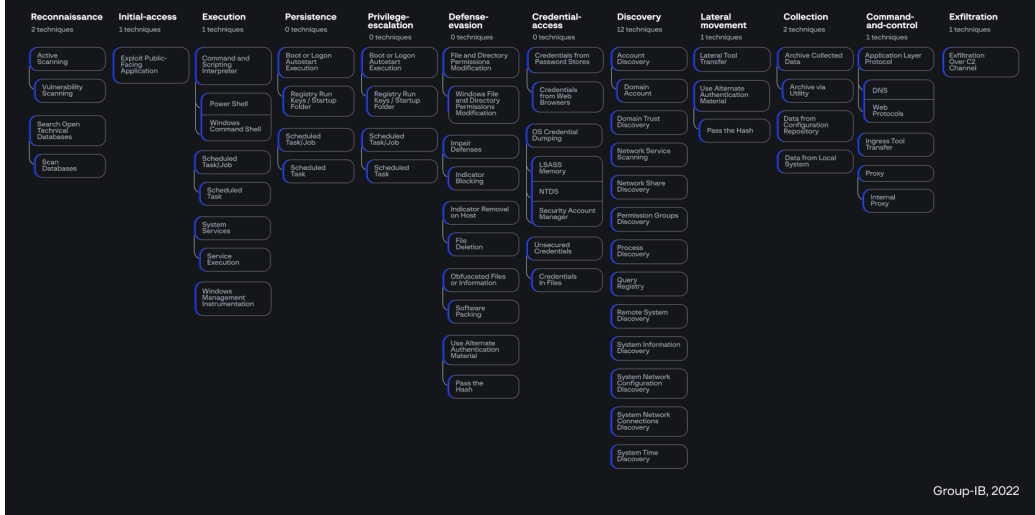 Reconnaissance
2 techniques
Active
Scanning
Vulnerability
Scanning
Search Open
Technical
Databases
Scan
Databases
Initial-access
1 techniques
Exploit Public-
Facing
Application
Execution
1 techniques
Command and
Scripting
Interpreter
Power Shell
Windows
Command Shell
Scheduled
Task/Job
Scheduled
Task
System
Services
Service
Execution
Windows
Management
Instrumentation
Persistence
0 techniques
Boot or Logon
Autostart
Execution
Registry Run
Keys / Startup
Folder
Scheduled
Task/Job
Scheduled
Task
Privilege-
escalation
0 techniques
Boot or Logon
Autostart
Execution
Registry Run
Keys / Startup
Folder
Scheduled
Task/Job
Scheduled
Task
Defense-
evasion
0 techniques
File and Directory
Permissions
Modification
Windows File
and Directory
Permissions
Modification
Impair
Defenses
Indicator
Blocking
Indicator Removal
on Host
File
Deletion
Obfuscated Files
or Information
Software
Packing
Use Alternate
Authentication
Material
Pass the
Hash
Credential-
access
0 techniques
Credentials from
Password Stores
Credentials
from Web
Browsers
OS Credential
Dumping
LSASS
Memory
NTDS
Security Account
Manager
Unsecured
Credentials
Credentials
In Files
Discovery
12 techniques
Account
Discovery
Domain
Account
Domain Trust
Discovery
Network Service
Scanning
Network Share
Discovery
Permission Groups
Discovery
Process
Discovery
Query
Registry
Remote System
Discovery
System Information
Discovery
System Network
Configuration
Discovery
System Network
Connections
Discovery
System Time
Discovery
Lateral
movement
1 techniques
Lateral Tool
Transfer
Use Alternate
Authentication
Material
Pass the Hash
Collection
2 techniques
Archive Collected
Data
Archive via
Utility
Data from
Configuration
Repository
Data from Local
System
Command-
and-control
1 techniques
Application Layer
Protocol
DNS
Web
Protocols
Ingress Tool
Transfer
Proxy
Internal
Proxy
Exfiltration
1 techniques
Exfiltration
Over C2
Channel
Group-IB, 2022